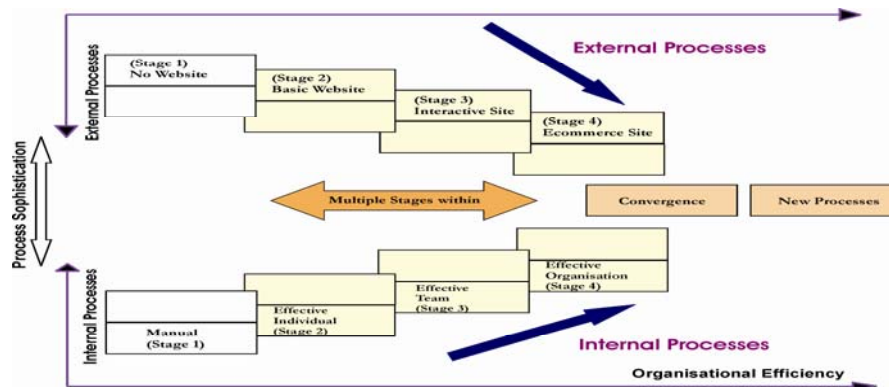 External Processes
External Processes
(Stage 1)
No Website
(Stage 2)
Basic Website
(Stage 3)
Interactive Site
(Stage 4)
Ecommerce Site
Process Sophistication
Multiple Stages within
Convergence
New Processes
Internal Processes
Manual
(Stage 1)
Effective
Individual
(Stage 2)
Effective
Team
(Stage 3)
Effective
Organisation
(Stage 4)
Internal Processes
Organisational Efficiency